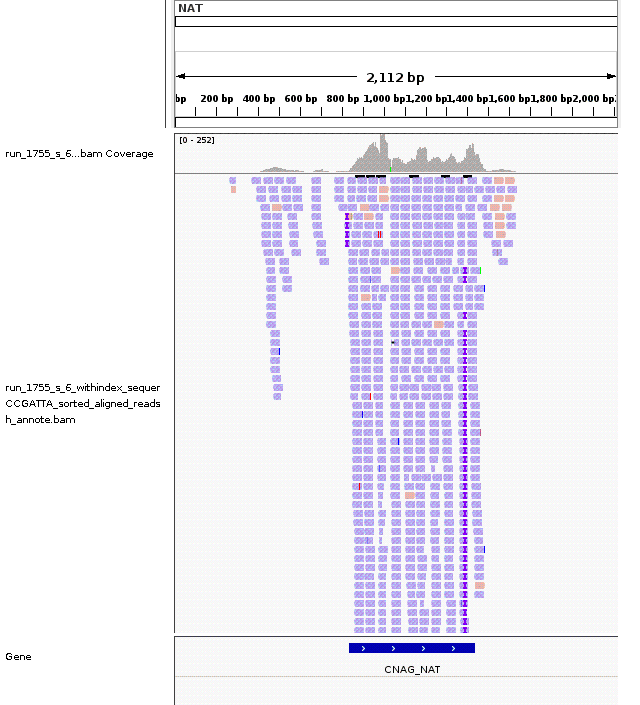 NAT
2,112 bp
bp 200 bp 400 bp 600 bp 800 bp 1,000 bp 1,200 bp 1,400 bp 1,600 bp 1,800 bp 2,000 bp
[0 - 252]
run_1755_s_6...bam Coverage
run_1755_s_6_withindex_sequer
CCGATTA_sorted_aligned_reads
h_annote.bam
Gene
CNAG_NAT